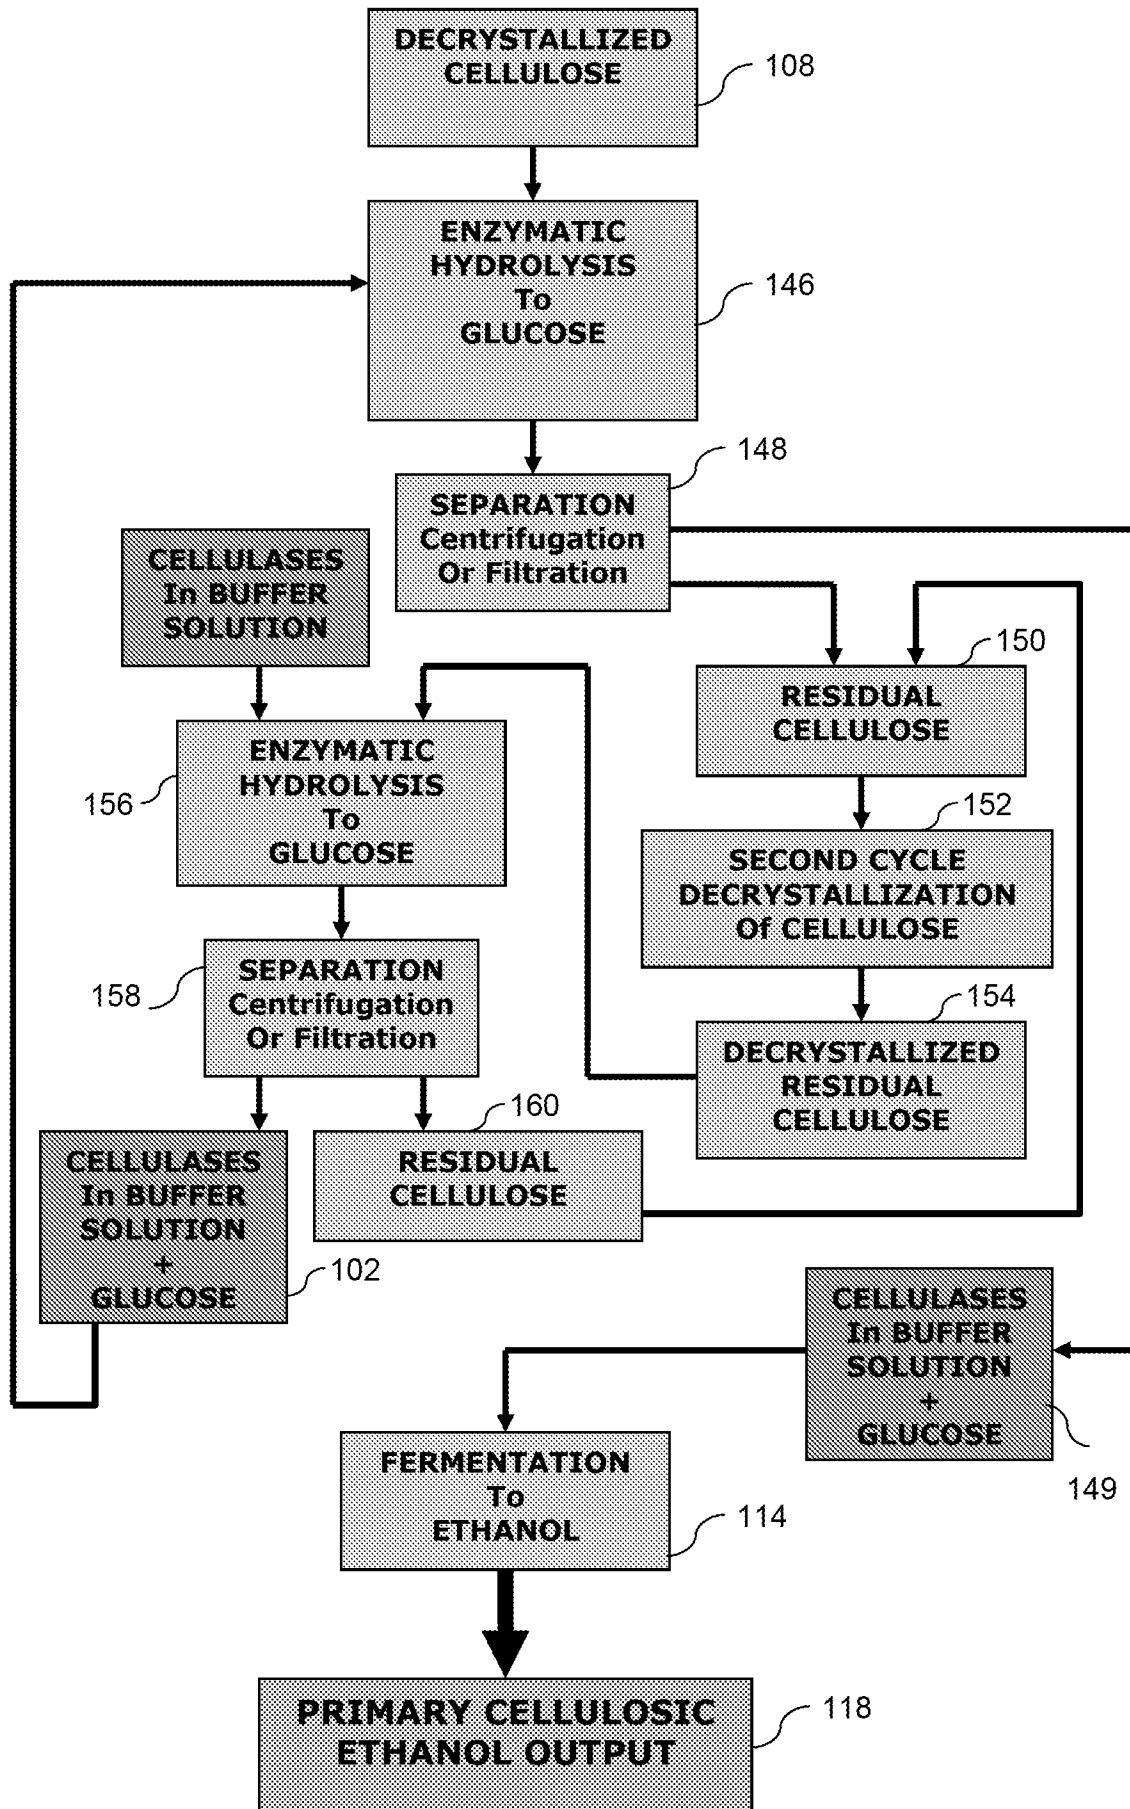 DECRYSTALLIZED
CELLULOSE
108
ENZYMATIC
HYDROLYSIS
To
GLUCOSE
146
148
SEPARATION
Centrifugation
Or Filtration
CELLULASES
In BUFFER
SOLUTION
150
RESIDUAL
CELLULOSE
ENZYMATIC
HYDROLYSIS
To
GLUCOSE
156
152
SECOND CYCLE
DECRYSTALLIZATION
Of CELLULOSE
SEPARATION
Centrifugation
Or Filtration
158
154
DECRYSTALLIZED
RESIDUAL
CELLULOSE
160
CELLULASES
In BUFFER
SOLUTION
+
GLUCOSE
102
RESIDUAL
CELLULOSE
CELLULASES
In BUFFER
SOLUTION
+
GLUCOSE
149
FERMENTATION
To
ETHANOL
114
PRIMARY CELLULOSIC
ETHANOL OUTPUT
118